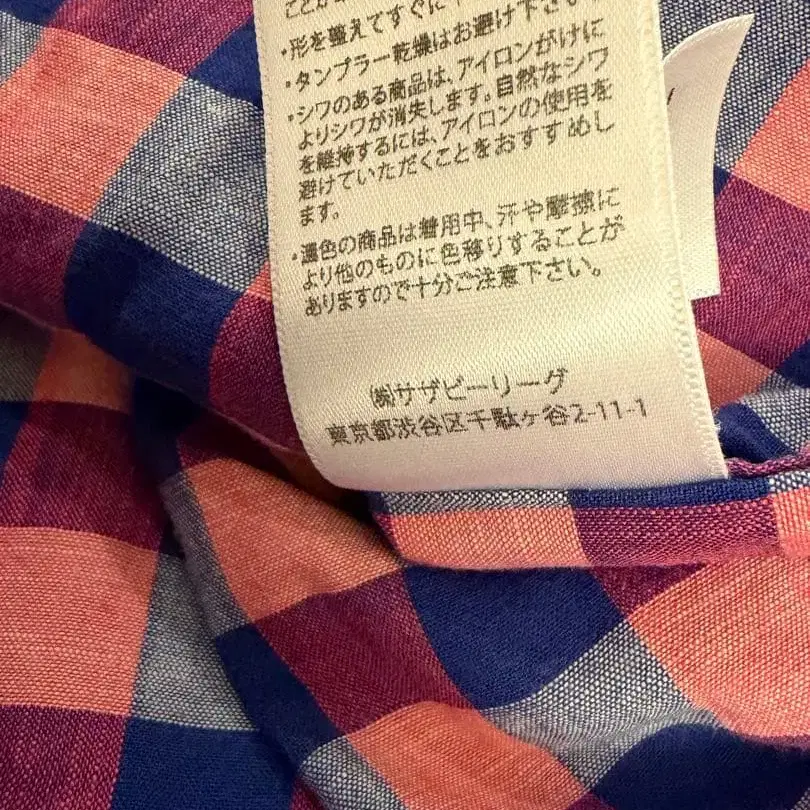 ことが
・形を整えてすぐに
・タンブラー乾燥はお避け下さい
・シワのある商品は、アイロンがけに
よりシワが消失します。自然なシワ
を維持するには、アイロンの使用を
避けていただくことをおすすめし
ます。
・濃色の商品は着用中、汗や摩擦に
より他のものに色移りすることが
ありますので十分ご注意下さい。
㈱サザビーリーグ
東京都渋谷区千駄ヶ谷2-11-1